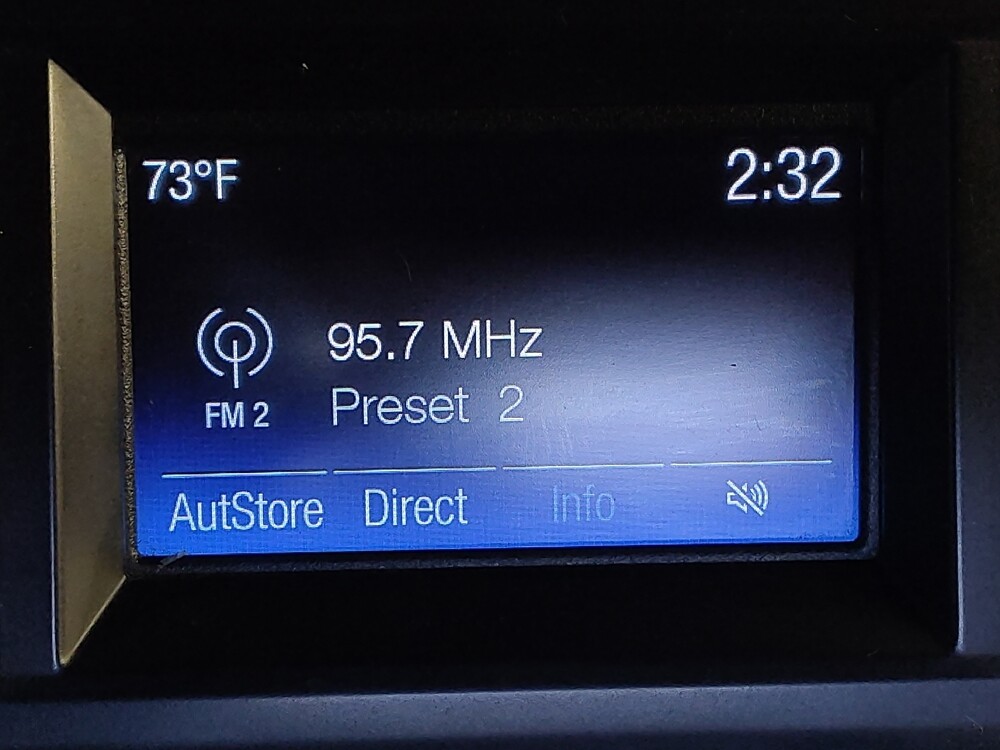 73°F 2:32
95.7 MHz
FM 2 Preset 2
AutStore Direct Info